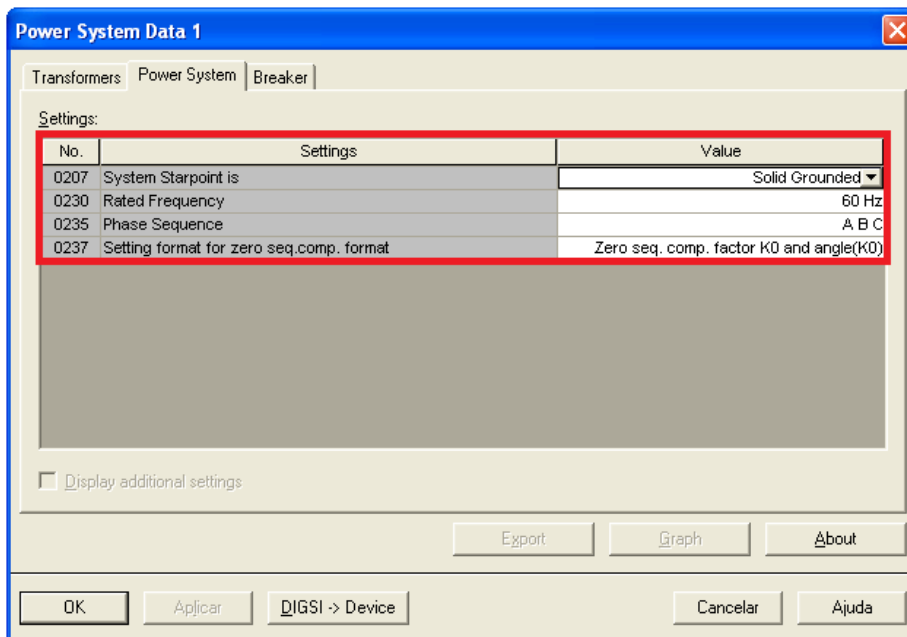 Power System Data 1
Transformers Power System Breaker
Settings:
No. Settings Value
0207 System Starpoint is Solid Grounded
0230 Rated Frequency 60 Hz
0235 Phase Sequence A B C
0237 Setting format for zero seq.comp. format Zero seq. comp. factor K0 and angle(K0)
Display additional settings
Export Graph About
OK Aplicar DIGSI -> Device Cancelar Ajuda